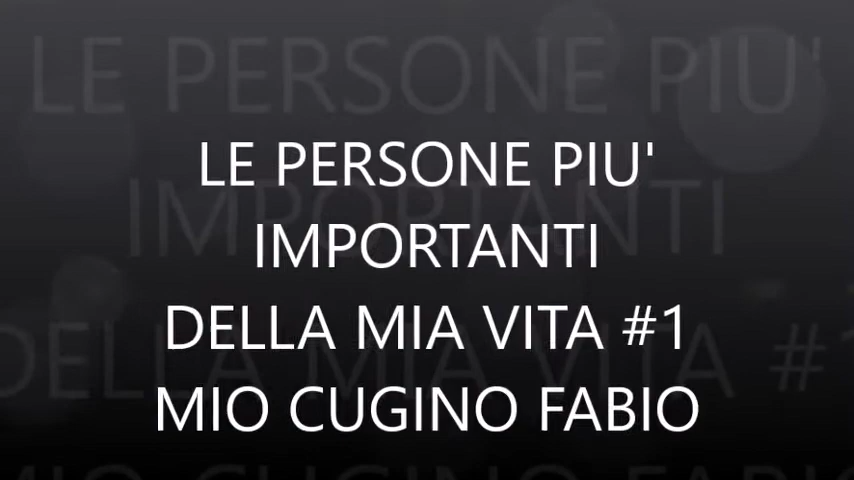 LE PERSONE PIU'
IMPORTANTI
DELLA MIA VITA #1
MIO CUGINO FABIO